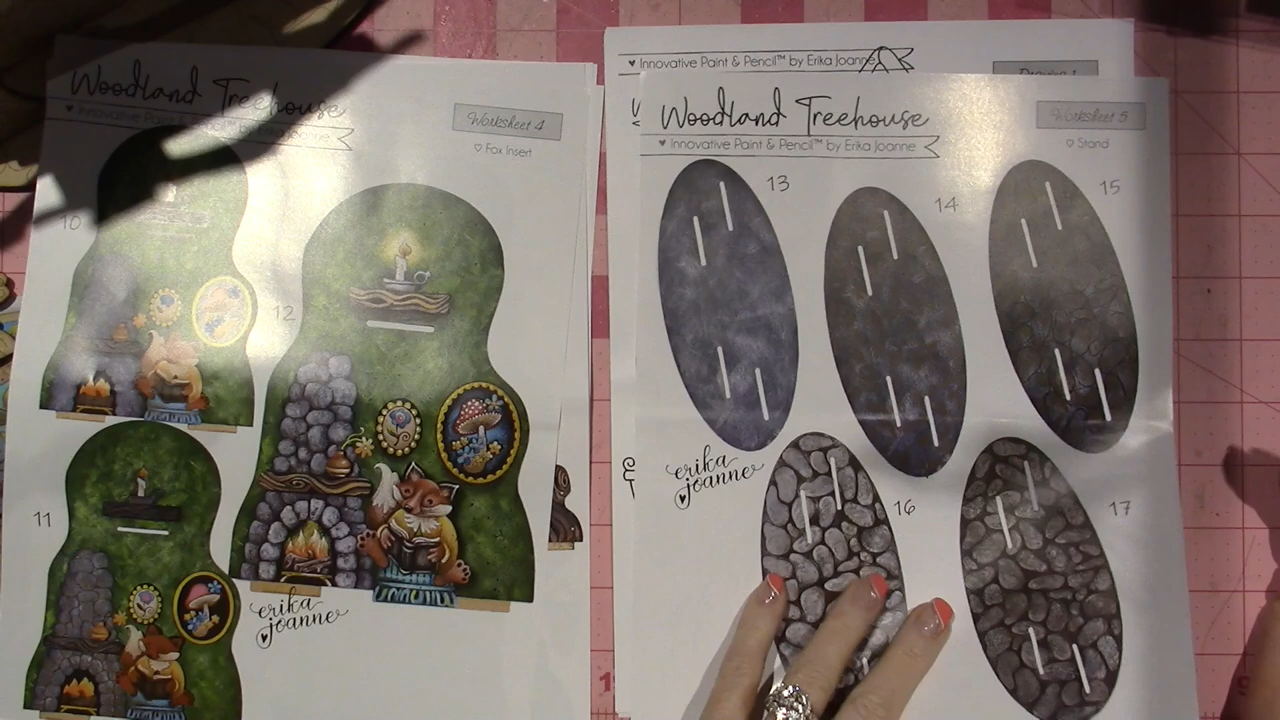 Woodland Treehouse
♥ Innovative Paint & Pencil™ by Erika Joanne
Worksheet 4
♡ Fox Insert
10
12
11
erika
joanne
♥ Innovative Paint & Pencil™ by Erika Joanne
Drawing 1
Woodland Treehouse
♥ Innovative Paint & Pencil™ by Erika Joanne
Worksheet 5
♡ Stand
13
14
15
erika
joanne
16
17